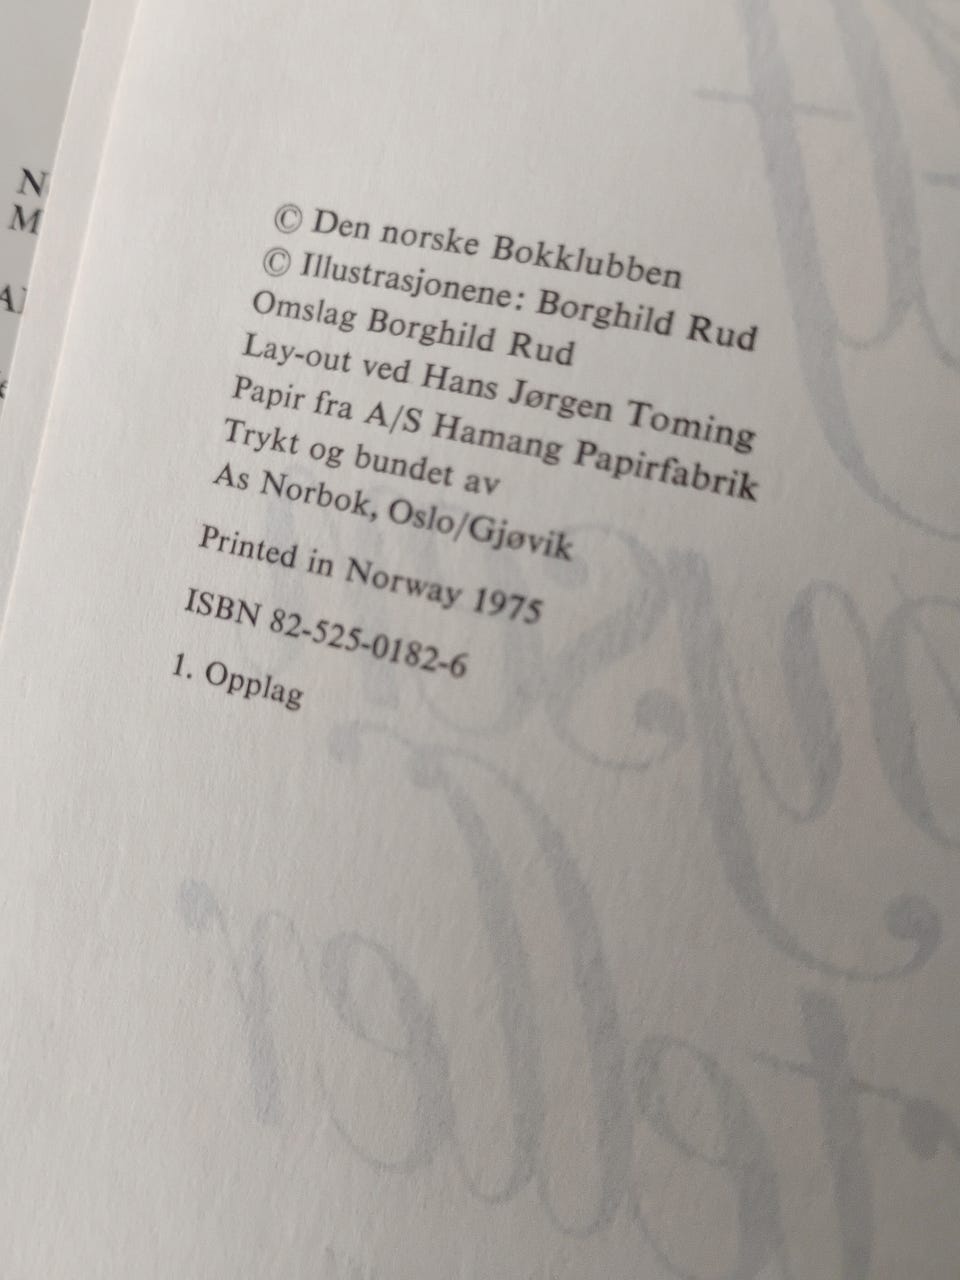 © Den norske Bokklubben
© Illustrasjonene: Borghild Rud
Omslag Borghild Rud
Lay-out ved Hans Jørgen Toming
Papir fra A/S Hamang Papirfabrik
Trykt og bundet av
As Norbok, Oslo/Gjøvik
Printed in Norway 1975
ISBN 82-525-0182-6
1. Opplag